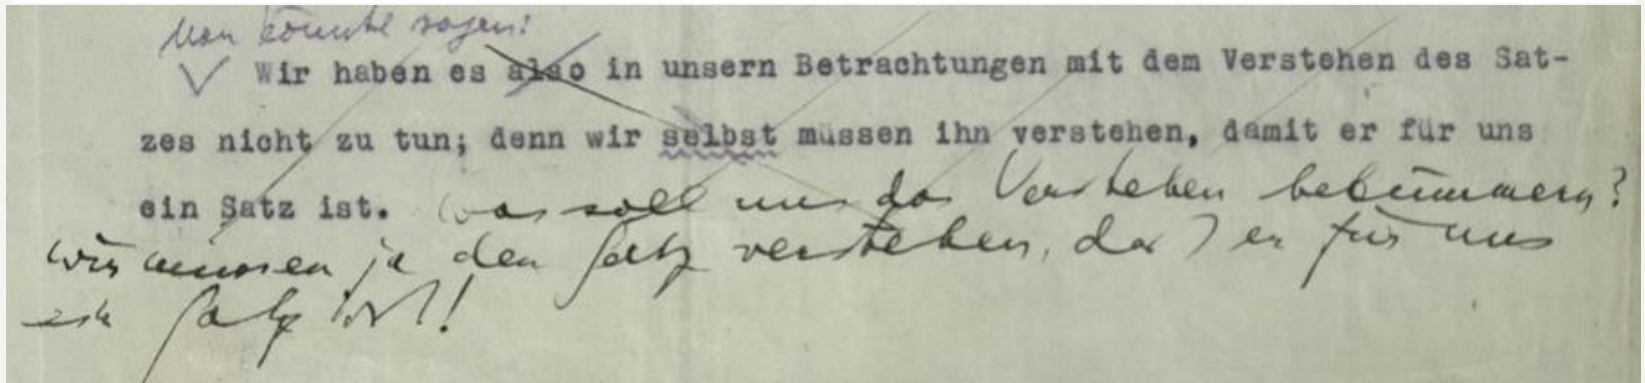 Man könnte sagen:
Wir haben es also in unsern Betrachtungen mit dem Verstehen des Sat-
zes nicht zu tun; denn wir selbst müssen ihn verstehen, damit er für uns
ein Satz ist. Was soll uns das Verstehen bekümmern?
Wir müssen ja den Satz verstehen, daß er für uns
ein Satz ist!